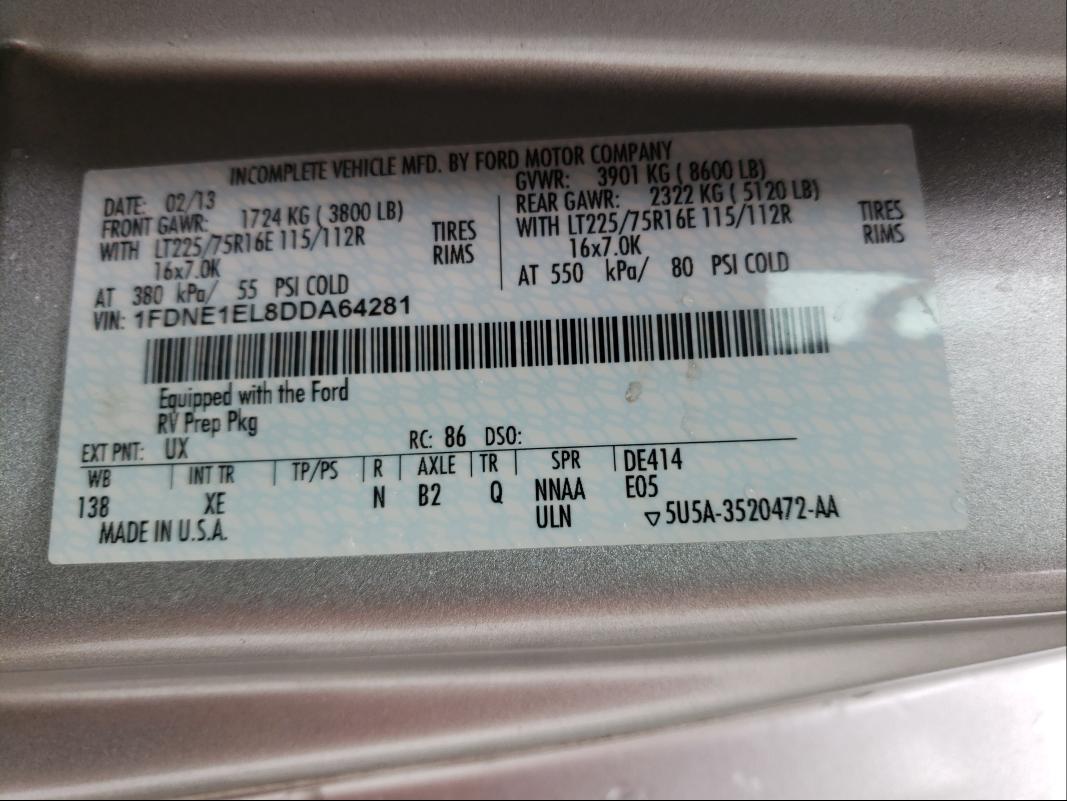 INCOMPLETE VEHICLE MFD. BY FORD MOTOR COMPANY
DATE: 02/13
GVWR: 3901 KG ( 8600 LB)
FRONT GAWR: 1724 KG ( 3800 LB)
REAR GAWR: 2322 KG ( 5120 LB)
WITH LT225/75R16E 115/112R TIRES
WITH LT225/75R16E 115/112R TIRES
16x7.0K RIMS
16x7.0K RIMS
AT 380 kPa/ 55 PSI COLD
AT 550 kPa/ 80 PSI COLD
VIN: 1FDNE1EL8DDA64281
Equipped with the Ford
RV Prep Pkg
EXT PNT: UX RC: 86 DSO:
WB INT TR TP/PS R AXLE TR SPR DE414
138 XE N B2 Q NNAA E05
MADE IN U.S.A. ULN ▽5U5A-3520472-AA